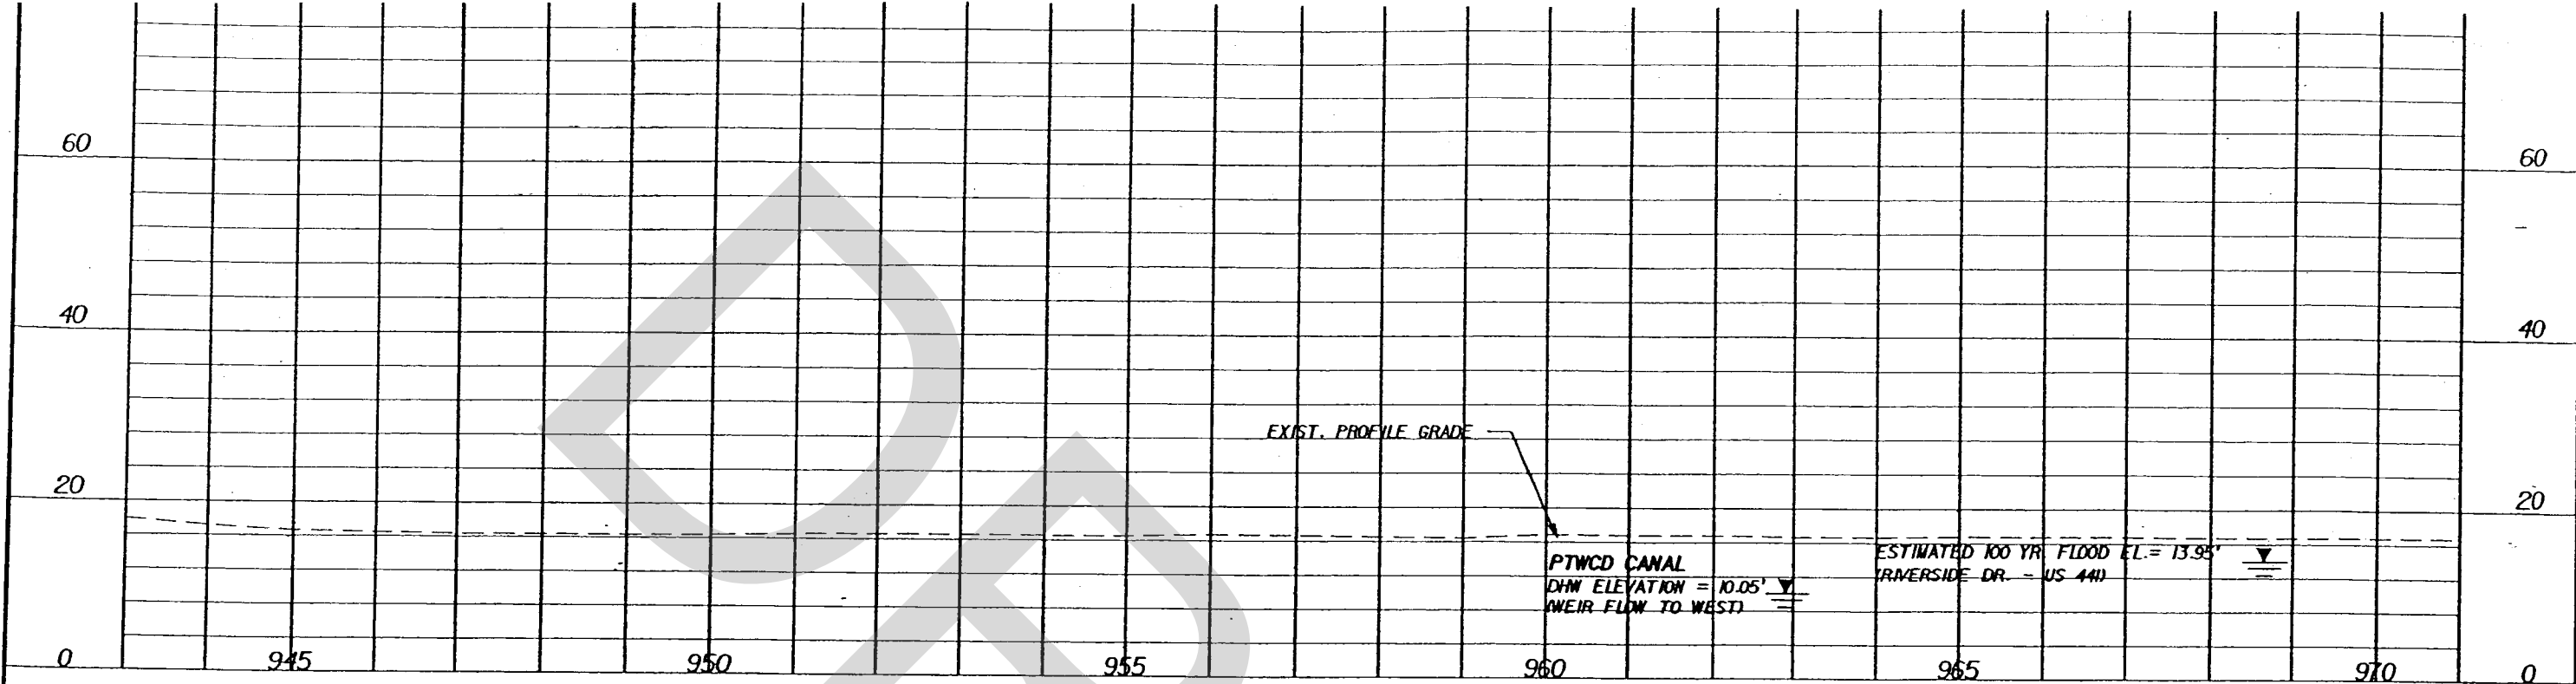 60
60
40
40
EXIST. PROFILE GRADE
20
20
PTWCD CANAL
DHW ELEVATION = 10.05'
(WEIR FLOW TO WEST)
ESTIMATED 100 YR. FLOOD EL.= 13.95'
(RIVERSIDE DR. - US 441)
0
945
950
955
960
965
970
0